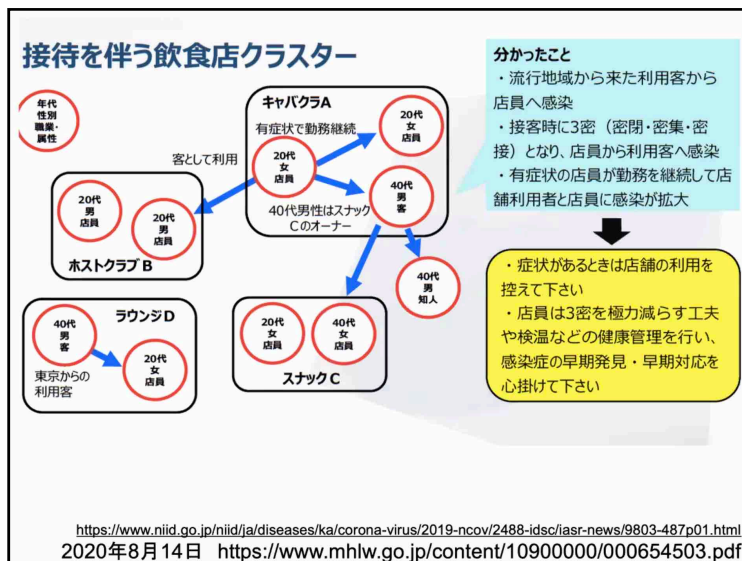 接待を伴う飲食店クラスター
年代
性別
職業・
属性
キャバクラA
有症状で勤務継続
20代
女
店員
20代
女
店員
40代
男
客
40代男性はスナック
Cのオーナー
客として利用
20代
男
店員
20代
男
店員
ホストクラブB
40代
男
知人
ラウンジD
40代
男
客
20代
女
店員
東京からの
利用客
20代
女
店員
40代
女
店員
スナックC
分かったこと
・流行地域から来た利用客から
店員へ感染
・接客時に3密（密閉・密集・密
接）となり、店員から利用客へ感染
・有症状の店員が勤務を継続して店
舗利用者と店員に感染が拡大
・症状があるときは店舗の利用を
控えて下さい
・店員は3密を極力減らす工夫
や検温などの健康管理を行い、
感染症の早期発見・早期対応を
心掛けて下さい
https://www.niid.go.jp/niid/ja/diseases/ka/corona-virus/2019-ncov/2488-idsc/iasr-news/9803-487p01.html
2020年8月14日 https://www.mhlw.go.jp/content/10900000/000654503.pdf